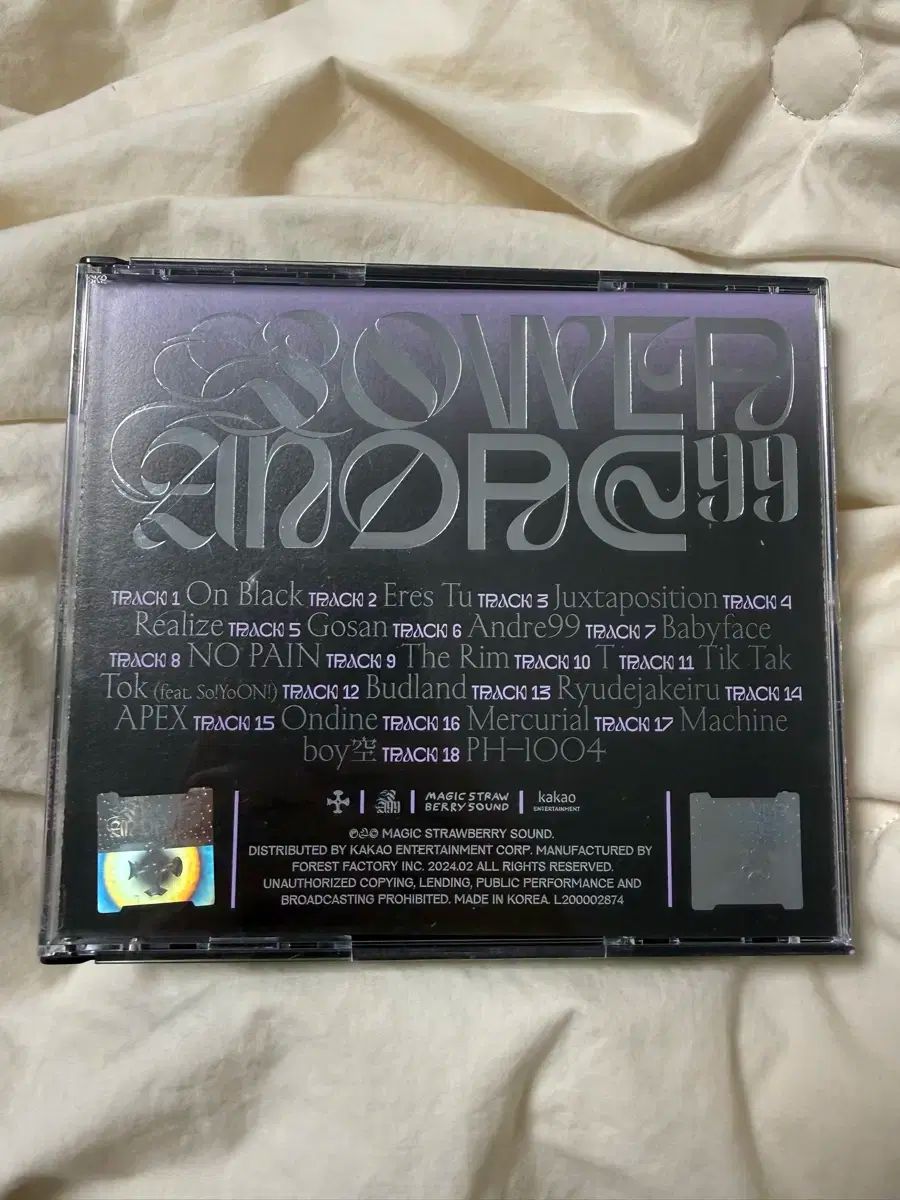 POWER
ANDRE 99
TRACK 1 On Black TRACK 2 Eres Tu TRACK 3 Juxtaposition TRACK 4
Réalize TRACK 5 Gosan TRACK 6 Andre99 TRACK 7 Babyface
TRACK 8 NO PAIN TRACK 9 The Rim TRACK 10 T TRACK 11 Tik Tak
Tok (feat. So!YoON!) TRACK 12 Budland TRACK 13 Ryudejakeiru TRACK 14
APEX TRACK 15 Ondine TRACK 16 Mercurial TRACK 17 Machine
boy空 TRACK 18 PH-1004
MAGIC STRAW
BERRY SOUND
kakao
ENTERTAINMENT
℗&© MAGIC STRAWBERRY SOUND.
DISTRIBUTED BY KAKAO ENTERTAINMENT CORP. MANUFACTURED BY
FOREST FACTORY INC. 2024.02 ALL RIGHTS RESERVED.
UNAUTHORIZED COPYING, LENDING, PUBLIC PERFORMANCE AND
BROADCASTING PROHIBITED. MADE IN KOREA. L200002874